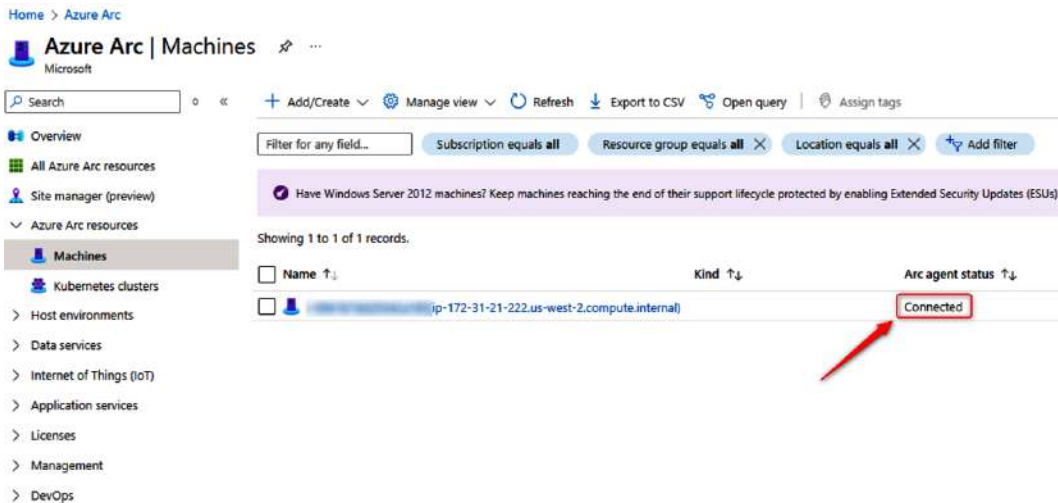 Home > Azure Arc
Azure Arc | Machines ...
Microsoft
Search
Overview
All Azure Arc resources
Site manager (preview)
Azure Arc resources
Machines
Kubernetes clusters
Host environments
Data services
Internet of Things (IoT)
Application services
Licenses
Management
DevOps
+ Add/Create Manage view Refresh Export to CSV Open query | Assign tags
Filter for any field... Subscription equals all Resource group equals all Location equals all Add filter
Have Windows Server 2012 machines? Keep machines reaching the end of their support lifecycle protected by enabling Extended Security Updates (ESUs)
Showing 1 to 1 of 1 records.
Name ↑↓ Kind ↑↓ Arc agent status ↑↓
ip-172-31-21-222.us-west-2.compute.internal) Connected